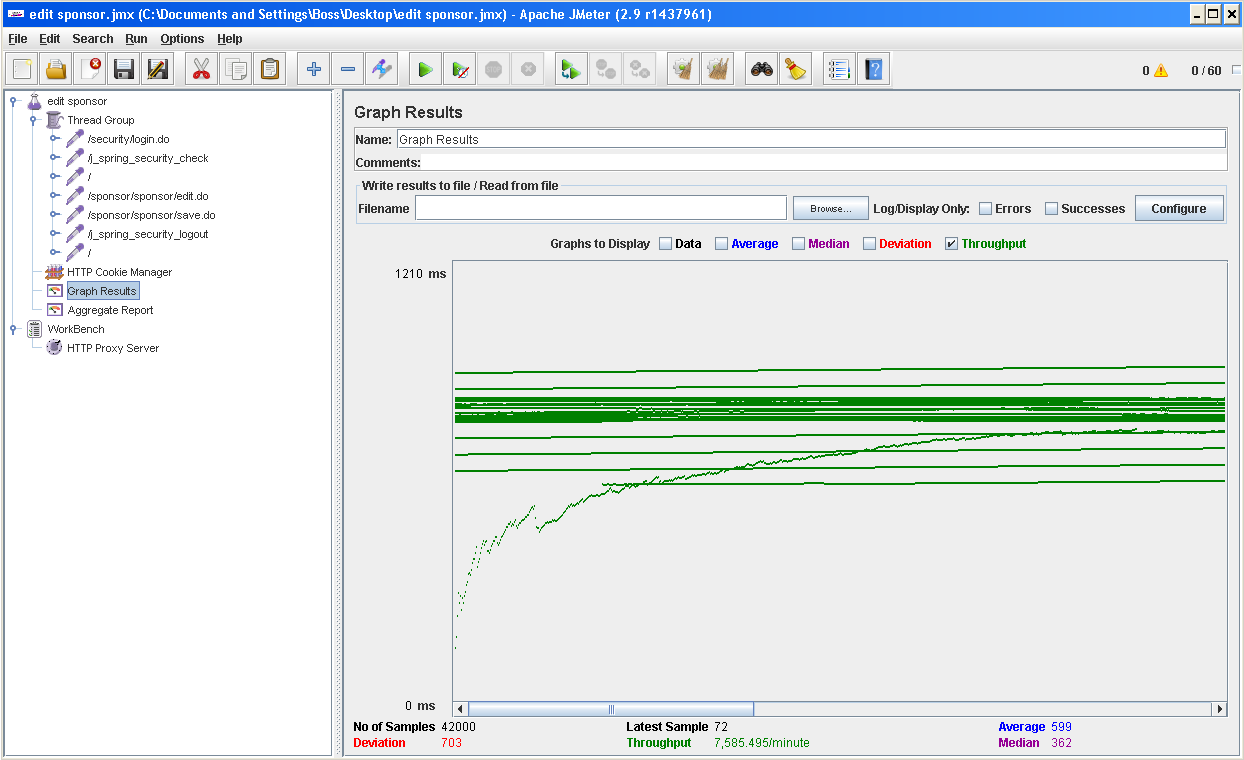 edit sponsor.jmx (C:\Documents and Settings\Boss\Desktop\edit sponsor.jmx) - Apache JMeter (2.9 r1437961)
File Edit Search Run Options Help
0 0 / 60
edit sponsor
Thread Group
/security/login.do
/j_spring_security_check
/
/sponsor/sponsor/edit.do
/sponsor/sponsor/save.do
/j_spring_security_logout
/
HTTP Cookie Manager
Graph Results
Aggregate Report
WorkBench
HTTP Proxy Server
Graph Results
Name: Graph Results
Comments:
Write results to file / Read from file
Filename Browse... Log/Display Only: Errors Successes Configure
Graphs to Display Data Average Median Deviation Throughput
1210 ms
0 ms
No of Samples 42000 Latest Sample 72 Average 599
Deviation 703 Throughput 7,585.495/minute Median 362